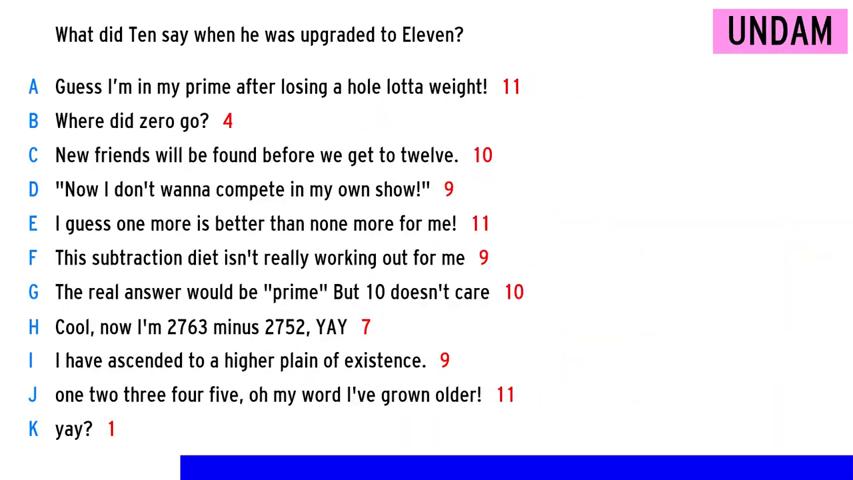 What did Ten say when he was upgraded to Eleven?
UNDAM
A Guess I'm in my prime after losing a hole lotta weight! 11
B Where did zero go? 4
C New friends will be found before we get to twelve. 10
D "Now I don't wanna compete in my own show!" 9
E I guess one more is better than none more for me! 11
F This subtraction diet isn't really working out for me 9
G The real answer would be "prime" But 10 doesn't care 10
H Cool, now I'm 2763 minus 2752, YAY 7
I I have ascended to a higher plain of existence. 9
J one two three four five, oh my word I've grown older! 11
K yay? 1